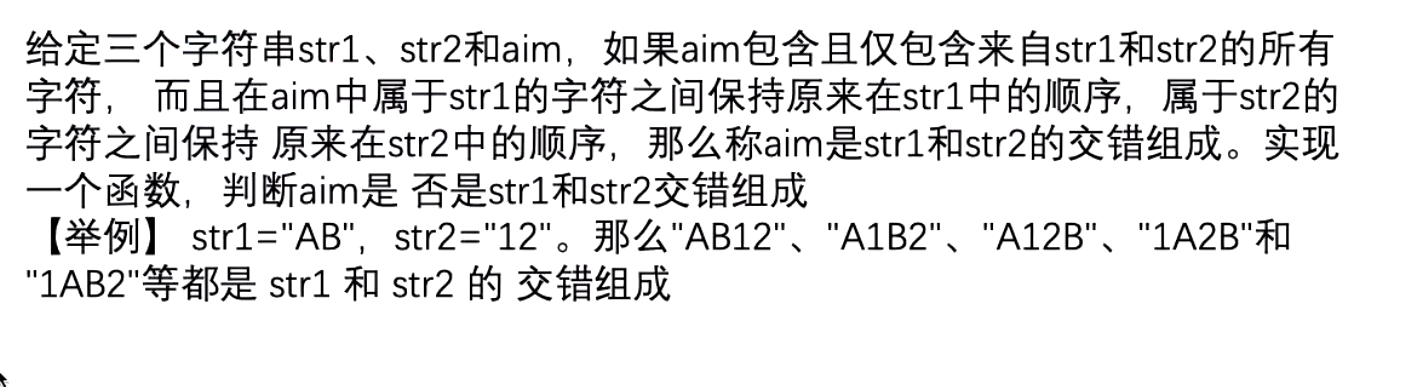 给定三个字符串str1、str2和aim，如果aim包含且仅包含来自str1和str2的所有
字符， 而且在aim中属于str1的字符之间保持原来在str1中的顺序，属于str2的
字符之间保持 原来在str2中的顺序，那么称aim是str1和str2的交错组成。实现
一个函数，判断aim是 否是str1和str2交错组成
【举例】 str1="AB"，str2="12"。那么"AB12"、"A1B2"、"A12B"、"1A2B"和
"1AB2"等都是 str1 和 str2 的 交错组成